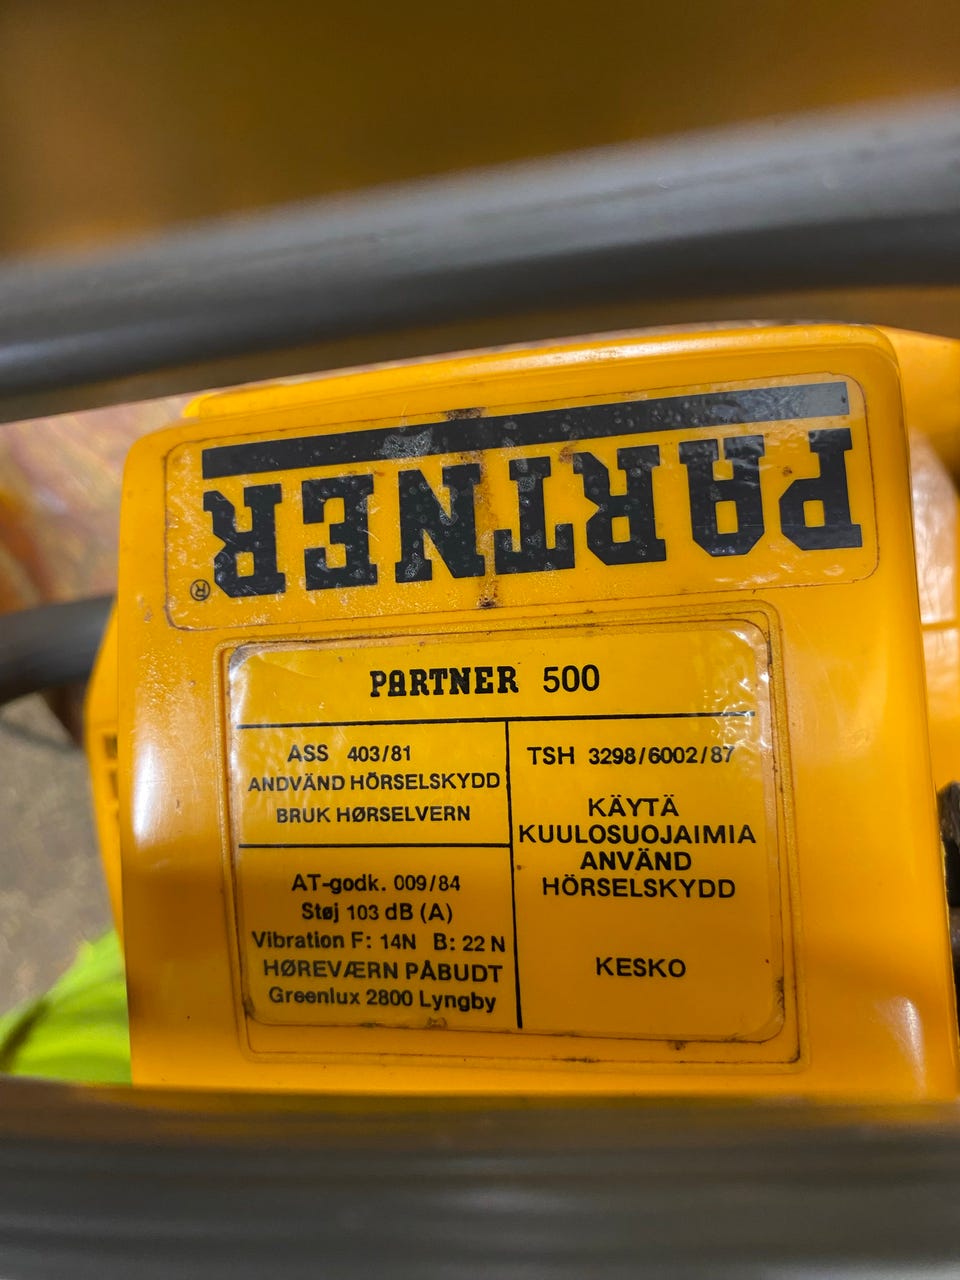 PARTNER®
PARTNER 500
ASS 403/81
ANDVÄND HÖRSELSKYDD
BRUK HØRSELVERN
AT-godk. 009/84
Støj 103 dB (A)
Vibration F: 14N B: 22 N
HØREVÆRN PÅBUDT
Greenlux 2800 Lyngby
TSH 3298/6002/87
KÄYTÄ
KUULOSUOJAIMIA
ANVÄND
HÖRSELSKYDD
KESKO